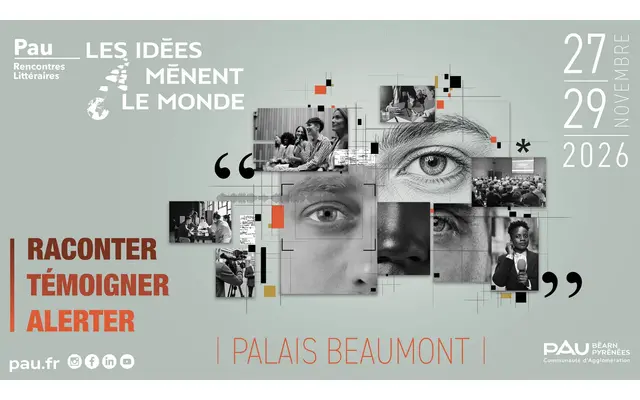 Pau
Rencontres
Littéraires
LES IDÉES
MÈNENT
LE MONDE
27
29
NOVEMBRE
2026
RACONTER
TÉMOIGNER
ALERTER
| PALAIS BEAUMONT |
pau.fr
PAU BÉARN PYRÉNÉES
Communauté d'Agglomération